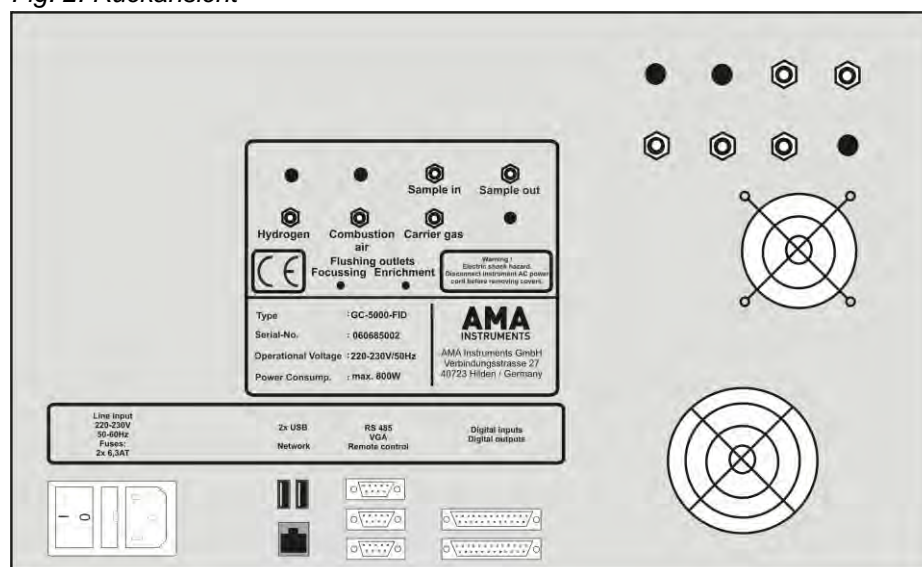 Fig. 2: Rückansicht
Sample in Sample out
Hydrogen Combustion air Carrier gas
Flushing outlets
Focussing Enrichment
CE
Warning !
Electric shock hazard.
Disconnect instrument AC power
cord before removing covers.
Type : GC-5000-FID
Serial-No. : 060685002
Operational Voltage : 220-230V/50Hz
Power Consump. : max. 800W
AMA
INSTRUMENTS
AMA Instruments GmbH
Verbindungsstrasse 27
40723 Hilden / Germany
Line Input
220-230V
50-60Hz
Fuses:
2x 6,3AT
2x USB
Network
RS 485
VGA
Remote control
Digital inputs
Digital outputs
I O